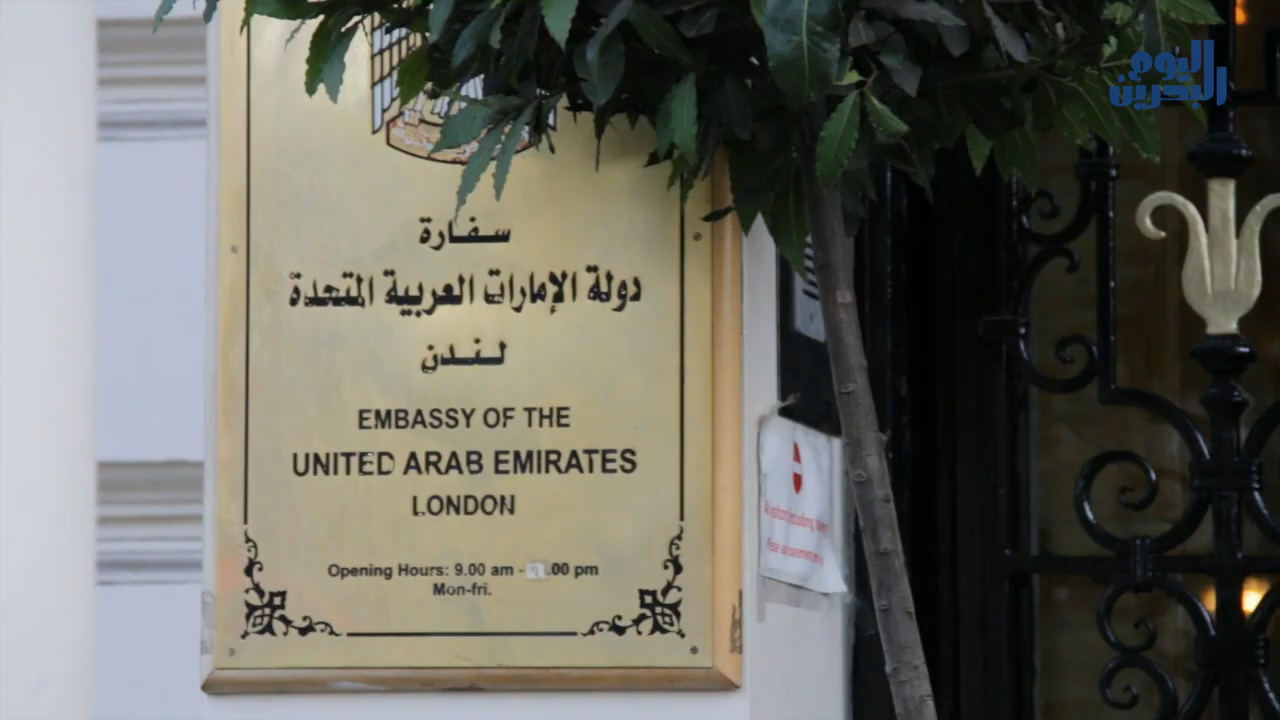 اليوم
البحرين
سفارة
دولة الإمارات العربية المتحدة
لندن
EMBASSY OF THE
UNITED ARAB EMIRATES
LONDON
Opening Hours: 9.00 am - .00 pm
Mon-fri.